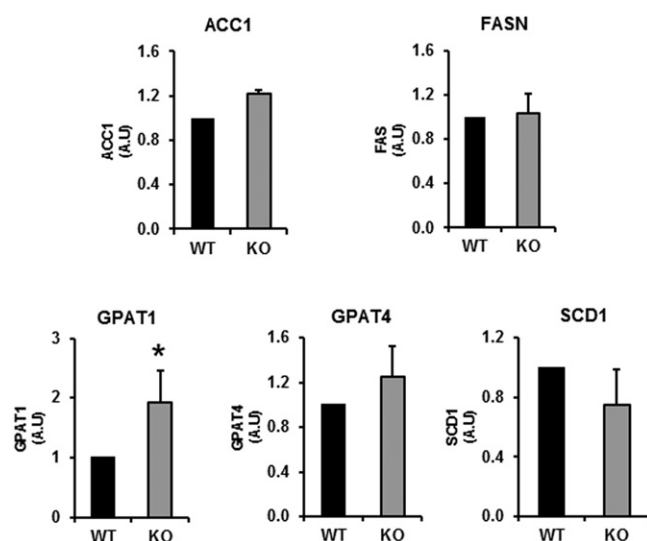 ACC1
1.6
1.2
0.8
0.4
0.0
ACC1
(A.U)
WT
KO
FASN
1.6
1.2
0.8
0.4
0.0
FAS
(A.U)
WT
KO
GPAT1
3
2
1
0
GPAT1
(A.U)
*
WT
KO
GPAT4
1.6
1.2
0.8
0.4
0.0
GPAT4
(A.U)
WT
KO
SCD1
1.2
0.8
0.4
0.0
SCD1
(A.U)
WT
KO